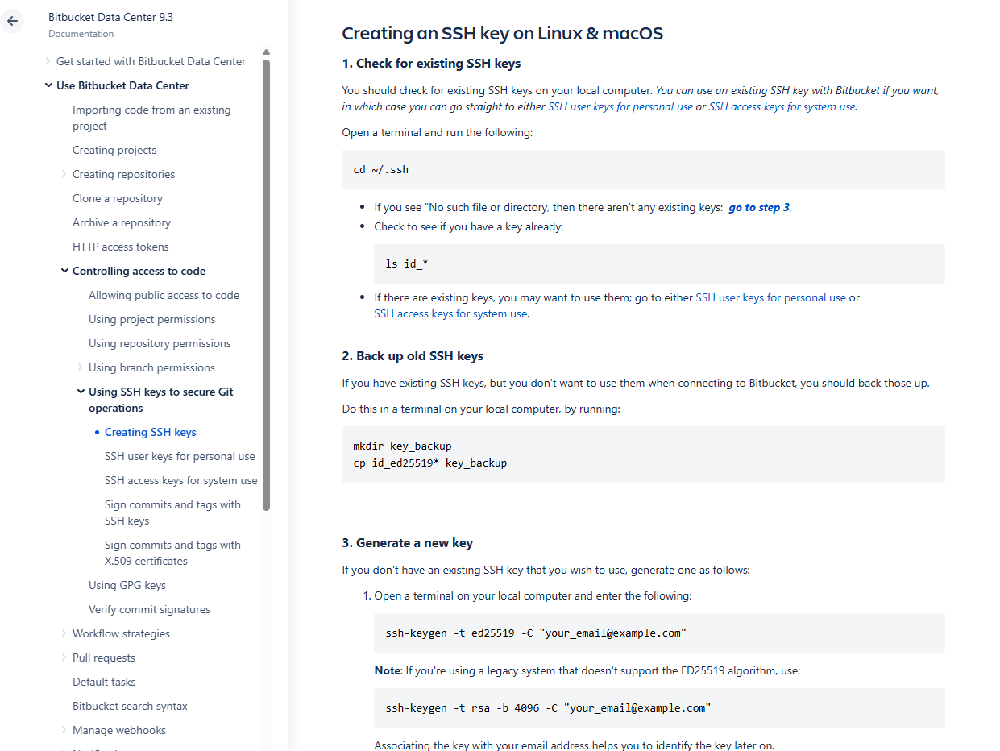 Bitbucket Data Center 9.3
Documentation
Get started with Bitbucket Data Center
Use Bitbucket Data Center
Importing code from an existing
project
Creating projects
Creating repositories
Clone a repository
Archive a repository
HTTP access tokens
Controlling access to code
Allowing public access to code
Using project permissions
Using repository permissions
Using branch permissions
Using SSH keys to secure Git
operations
Creating SSH keys
SSH user keys for personal use
SSH access keys for system use
Sign commits and tags with
SSH keys
Sign commits and tags with
X.509 certificates
Using GPG keys
Verify commit signatures
Workflow strategies
Pull requests
Default tasks
Bitbucket search syntax
Manage webhooks
Creating an SSH key on Linux & macOS
1. Check for existing SSH keys
You should check for existing SSH keys on your local computer. You can use an existing SSH key with Bitbucket if you want,
in which case you can go straight to either SSH user keys for personal use or SSH access keys for system use.
Open a terminal and run the following:
cd ~/.ssh
• If you see "No such file or directory, then there aren't any existing keys: go to step 3.
• Check to see if you have a key already:
ls id_*
• If there are existing keys, you may want to use them; go to either SSH user keys for personal use or
SSH access keys for system use.
2. Back up old SSH keys
If you have existing SSH keys, but you don't want to use them when connecting to Bitbucket, you should back those up.
Do this in a terminal on your local computer, by running:
mkdir key_backup
cp id_ed25519* key_backup
3. Generate a new key
If you don't have an existing SSH key that you wish to use, generate one as follows:
1. Open a terminal on your local computer and enter the following:
ssh-keygen -t ed25519 -C "your_email@example.com"
Note: If you're using a legacy system that doesn't support the ED25519 algorithm, use:
ssh-keygen -t rsa -b 4096 -C "your_email@example.com"
Associating the key with your email address helps you to identify the key later on.